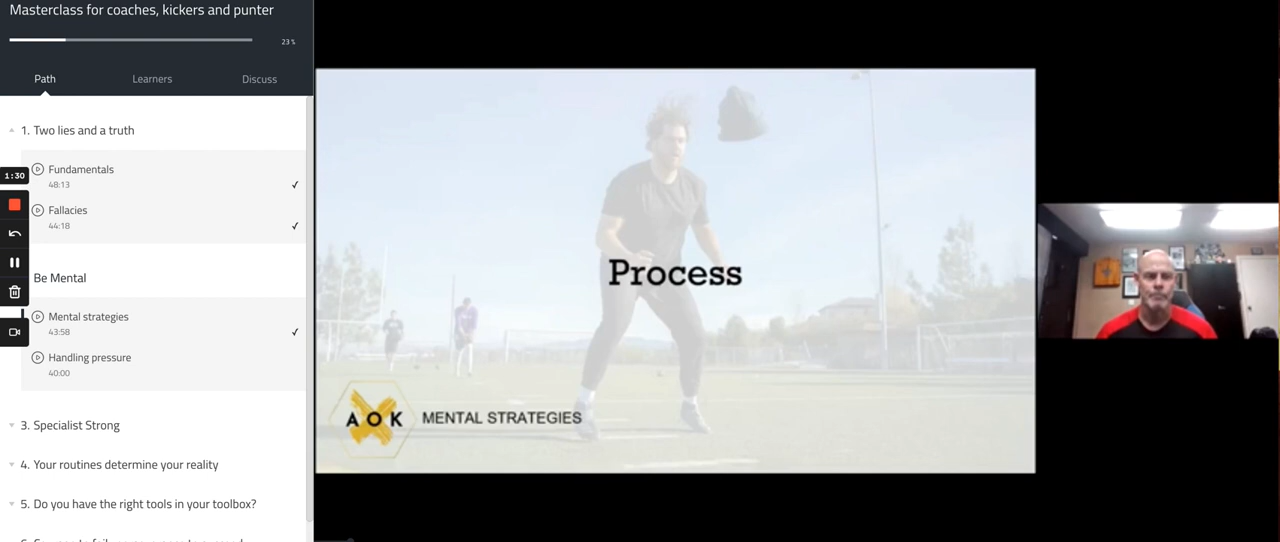 Masterclass for coaches, kickers and punter
23 %
Path
Learners
Discuss
1. Two lies and a truth
Fundamentals
48:13
1:30
Fallacies
44:18
Be Mental
Mental strategies
43:58
Handling pressure
40:00
3. Specialist Strong
4. Your routines determine your reality
5. Do you have the right tools in your toolbox?
Process
AOK
MENTAL STRATEGIES